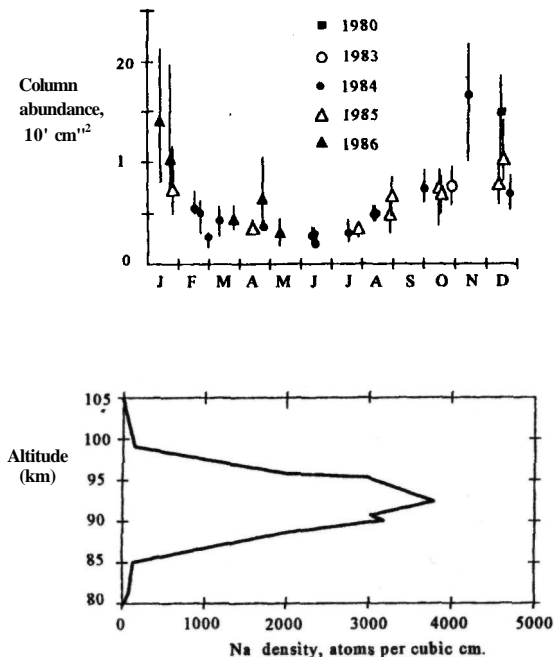 1980
1983
1984
1985
1986
Column
abundance,
10' cm"2
20
1
0
J F M A M J J A S O N D
Altitude
(km)
105
100
95
90
85
80
0 1000 2000 3000 4000 5000
Na density, atoms per cubic cm.